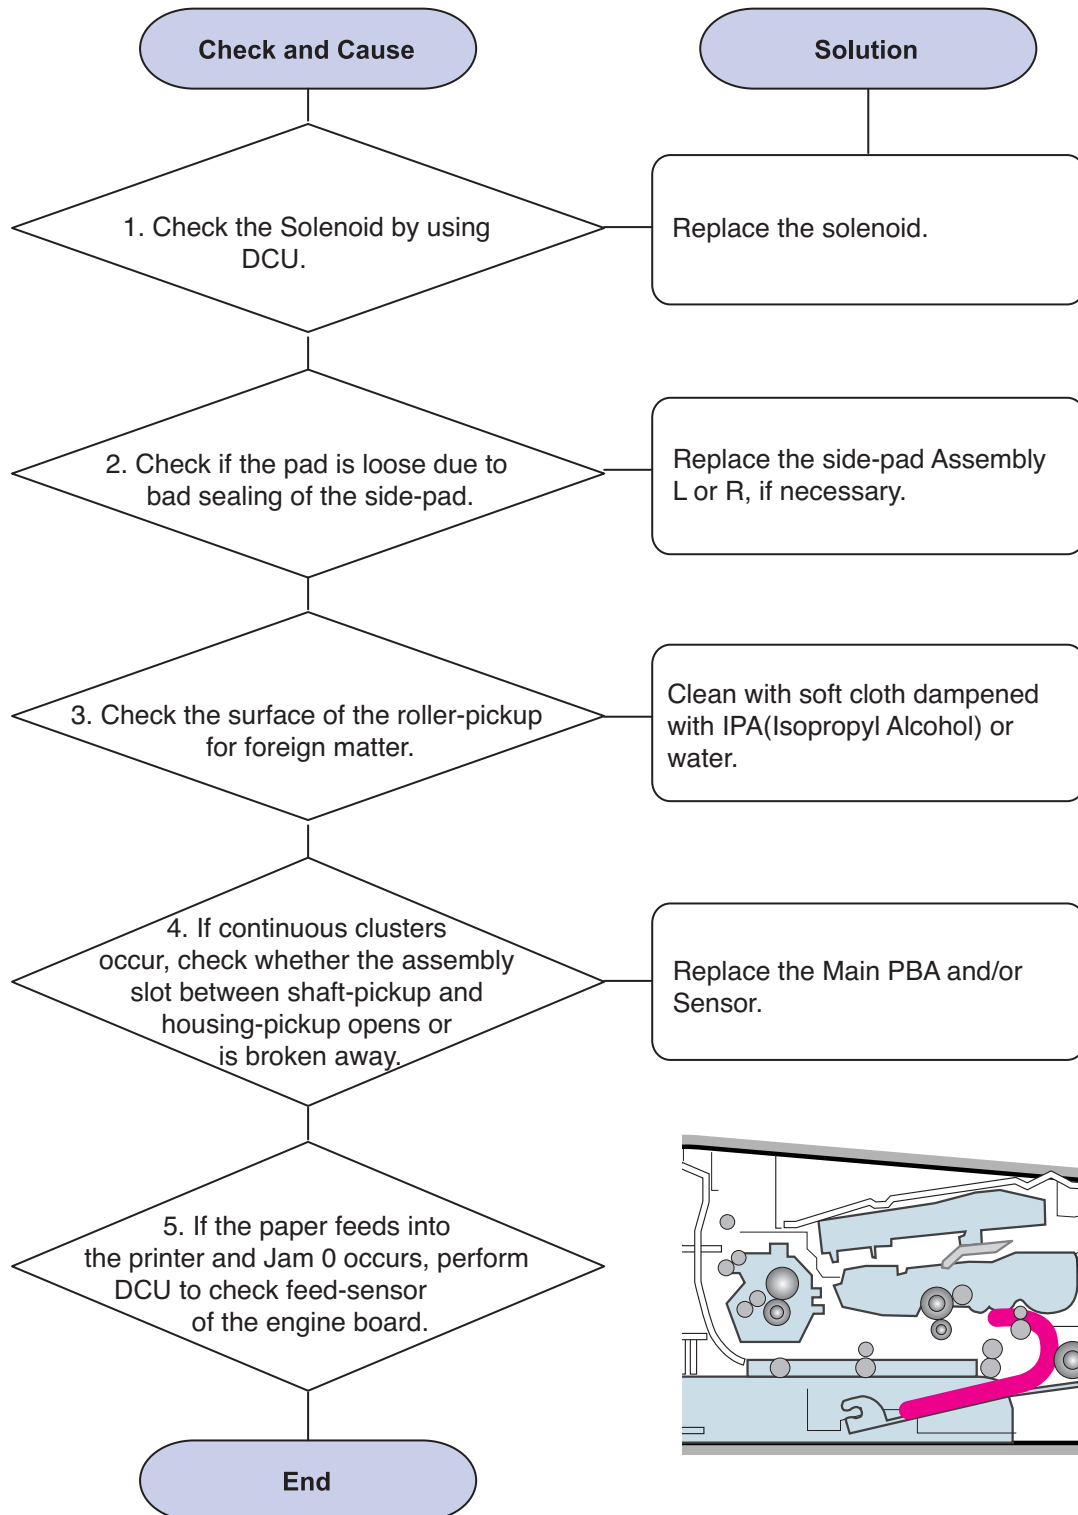 Check and Cause
Solution
1. Check the Solenoid by using
DCU.
Replace the solenoid.
2. Check if the pad is loose due to
bad sealing of the side-pad.
Replace the side-pad Assembly
L or R, if necessary.
3. Check the surface of the roller-pickup
for foreign matter.
Clean with soft cloth dampened
with IPA(Isopropyl Alcohol) or
water.
4. If continuous clusters
occur, check whether the assembly
slot between shaft-pickup and
housing-pickup opens or
is broken away.
Replace the Main PBA and/or
Sensor.
5. If the paper feeds into
the printer and Jam 0 occurs, perform
DCU to check feed-sensor
of the engine board.
End